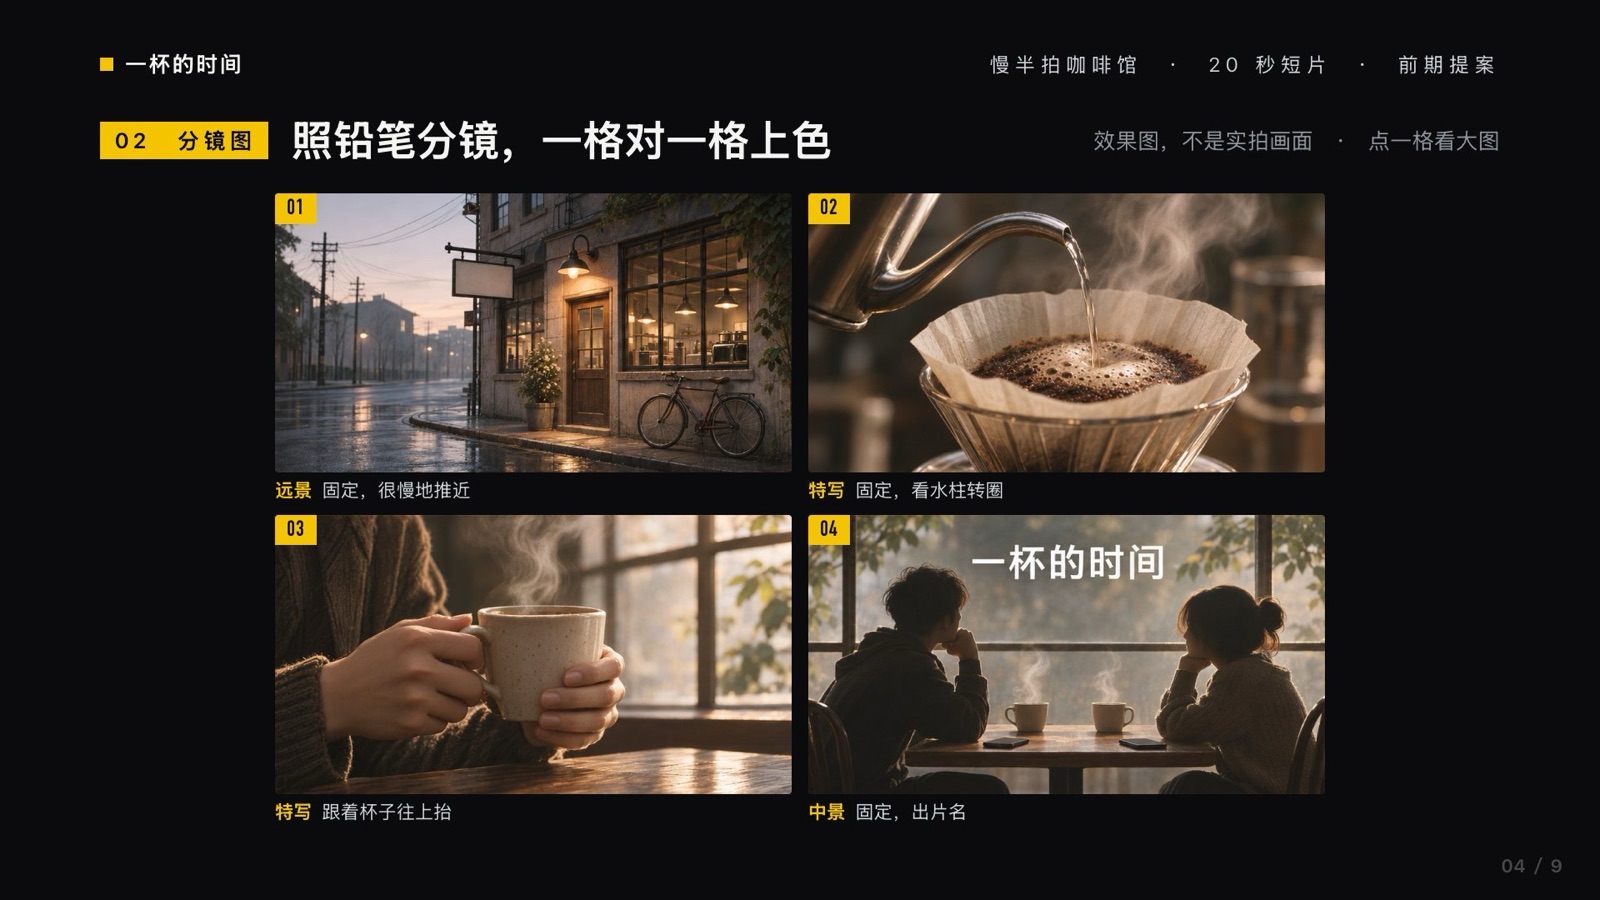 一杯的时间
慢半拍咖啡馆 · 20 秒短片 · 前期提案
02 分镜图
照铅笔分镜，一格对一格上色
效果图，不是实拍画面 · 点一格看大图
01
02
远景 固定，很慢地推近
特写 固定，看水柱转圈
03
04
一杯的时间
特写 跟着杯子往上抬
中景 固定，出片名
04 / 9